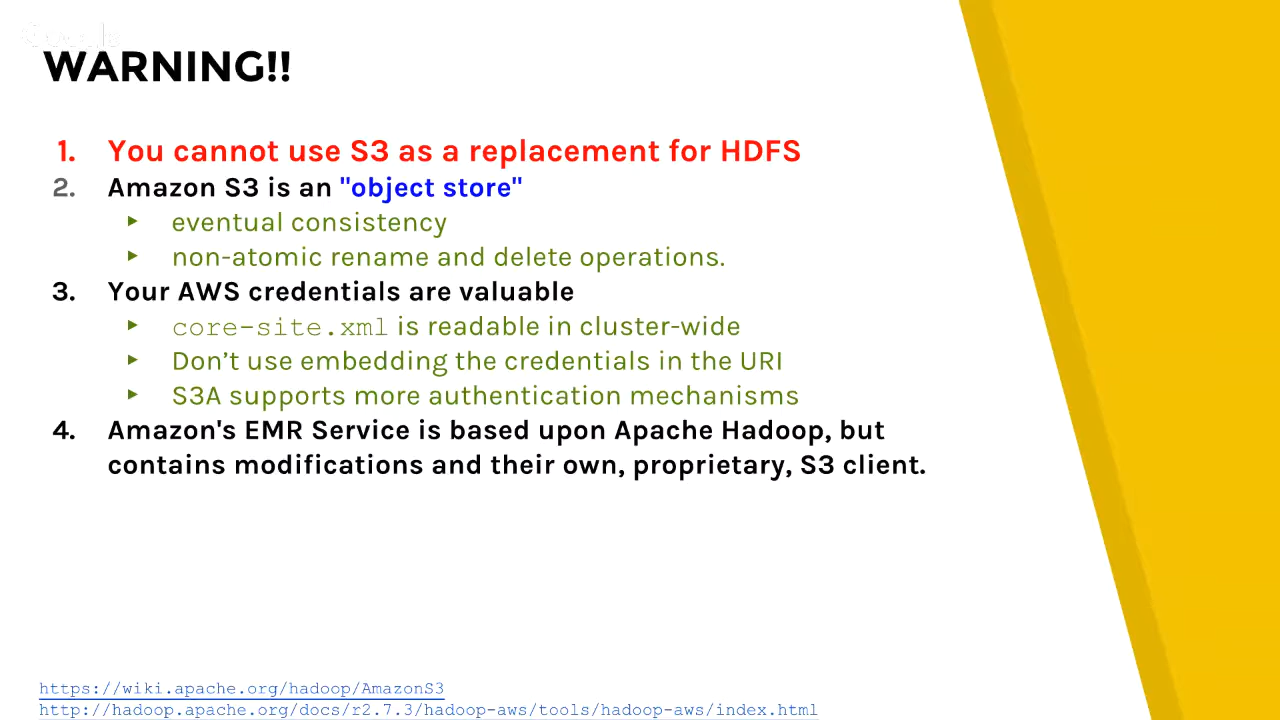 WARNING!!
1. You cannot use S3 as a replacement for HDFS
2. Amazon S3 is an "object store"
▸ eventual consistency
▸ non-atomic rename and delete operations.
3. Your AWS credentials are valuable
▸ core-site.xml is readable in cluster-wide
▸ Don't use embedding the credentials in the URI
▸ S3A supports more authentication mechanisms
4. Amazon's EMR Service is based upon Apache Hadoop, but
contains modifications and their own, proprietary, S3 client.
https://wiki.apache.org/hadoop/AmazonS3
http://hadoop.apache.org/docs/r2.7.3/hadoop-aws/tools/hadoop-aws/index.html